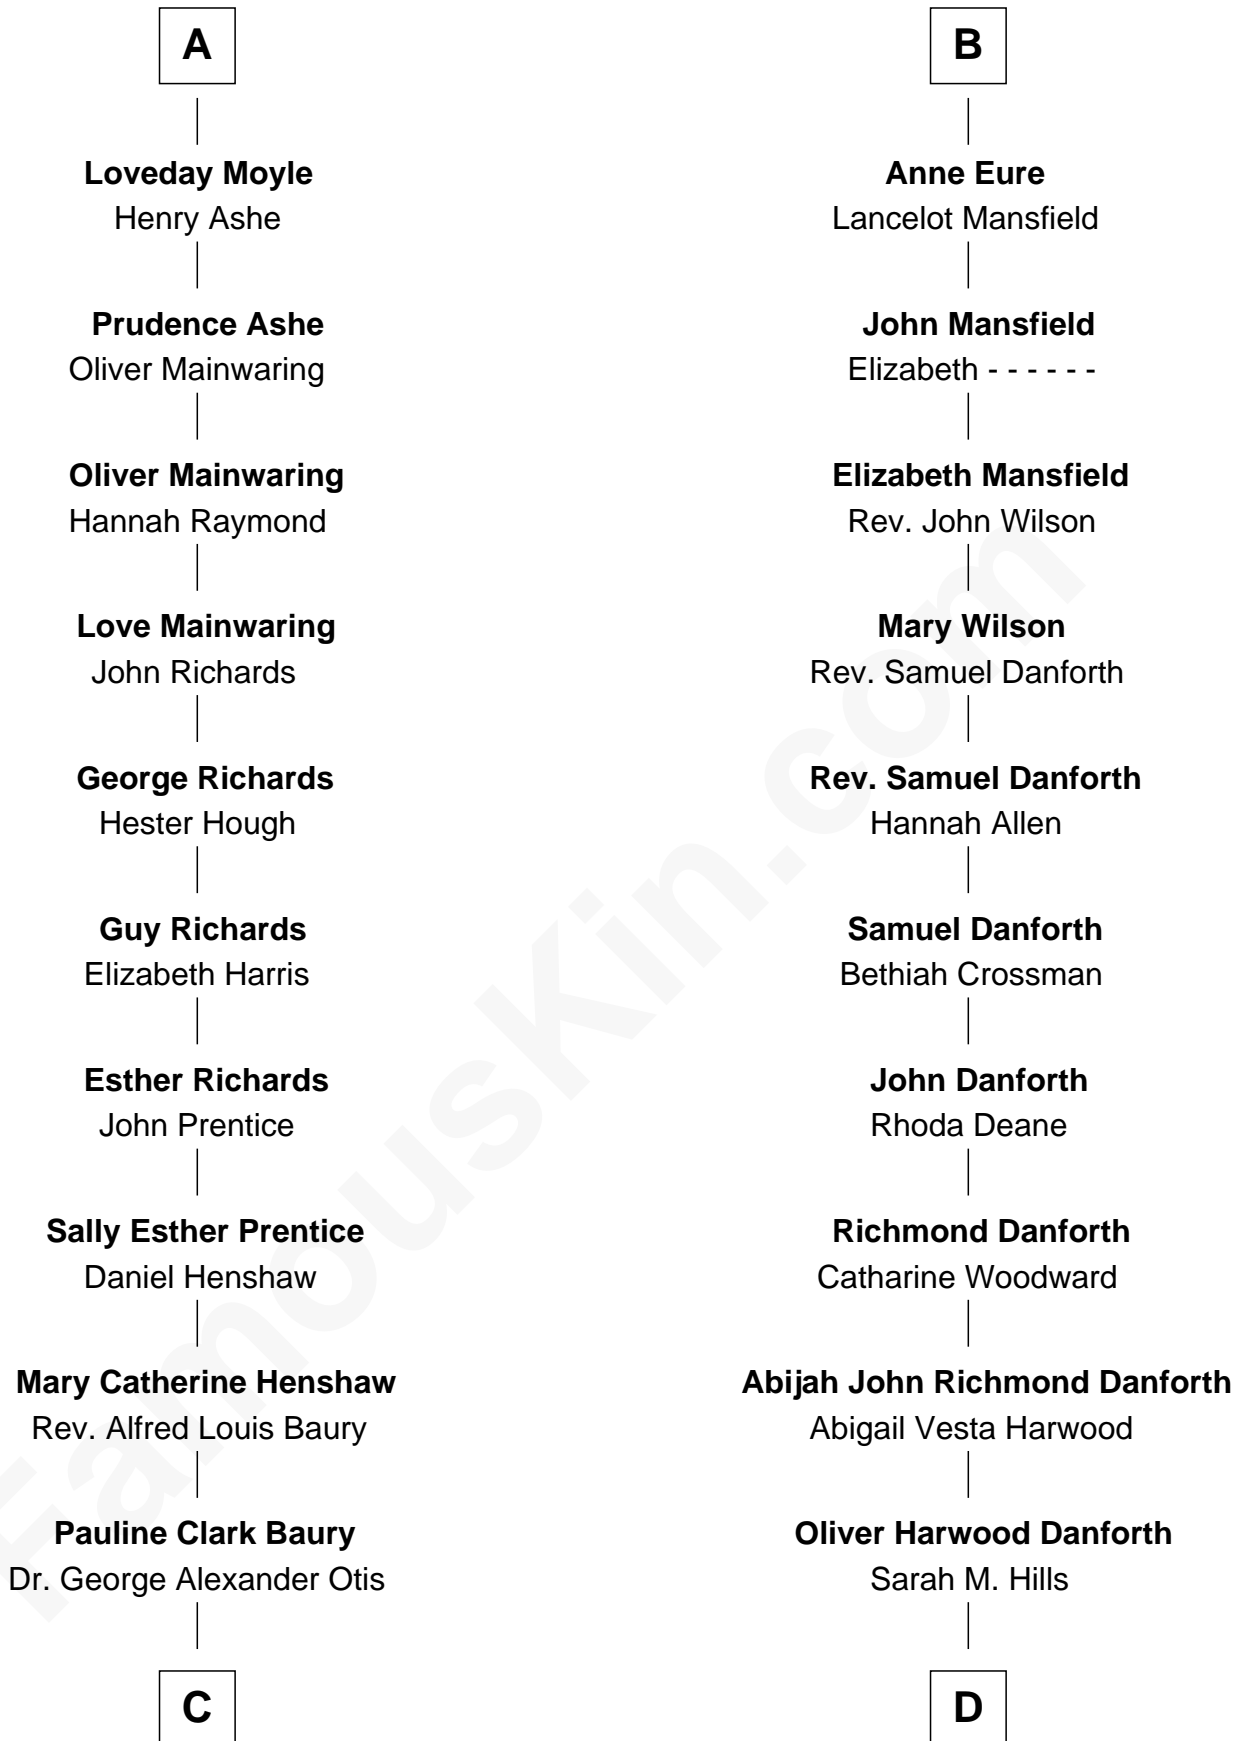 A
Loveday Moyle
Henry Ashe
Prudence Ashe
Oliver Mainwaring
Oliver Mainwaring
Hannah Raymond
Love Mainwaring
John Richards
George Richards
Hester Hough
Guy Richards
Elizabeth Harris
Esther Richards
John Prentice
Sally Esther Prentice
Daniel Henshaw
Mary Catherine Henshaw
Rev. Alfred Louis Baury
Pauline Clark Baury
Dr. George Alexander Otis
C
B
Anne Eure
Lancelot Mansfield
John Mansfield
Elizabeth - - - - - -
Elizabeth Mansfield
Rev. John Wilson
Mary Wilson
Rev. Samuel Danforth
Rev. Samuel Danforth
Hannah Allen
Samuel Danforth
Bethiah Crossman
John Danforth
Rhoda Deane
Richmond Danforth
Catharine Woodward
Abijah John Richmond Danforth
Abigail Vesta Harwood
Oliver Harwood Danforth
Sarah M. Hills
D
FamousKin.com